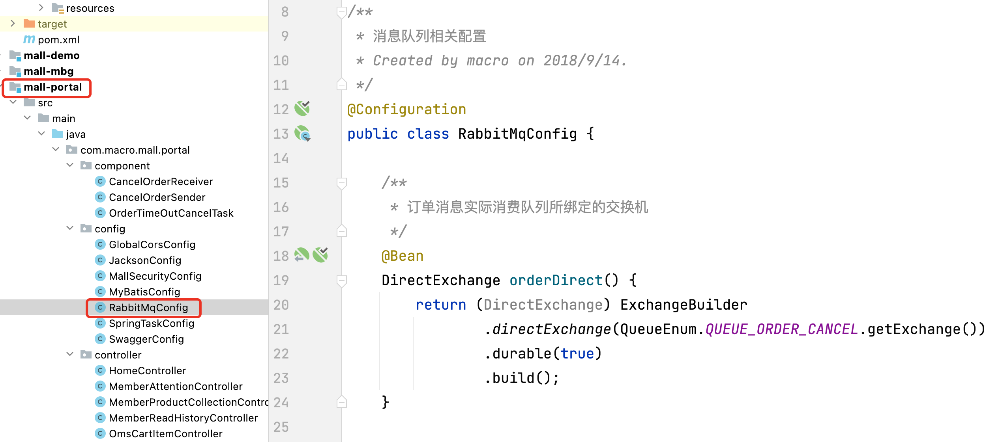 resources
target
pom.xml
mall-demo
mall-mbg
mall-portal
src
main
java
com.macro.mall.portal
component
CancelOrderReceiver
CancelOrderSender
OrderTimeOutCancelTask
config
GlobalCorsConfig
JacksonConfig
MallSecurityConfig
MyBatisConfig
RabbitMqConfig
SpringTaskConfig
SwaggerConfig
controller
HomeController
MemberAttentionController
MemberProductCollectionContro
MemberReadHistoryController
OmsCartItemController
8 /**
9 * 消息队列相关配置
10 * Created by macro on 2018/9/14.
11 */
12 @Configuration
13 public class RabbitMqConfig {
14
15 /**
16 * 订单消息实际消费队列所绑定的交换机
17 */
18 @Bean
19 DirectExchange orderDirect() {
20 return (DirectExchange) ExchangeBuilder
21 .directExchange(QueueEnum.QUEUE_ORDER_CANCEL.getExchange())
22 .durable(true)
23 .build();
24 }
25